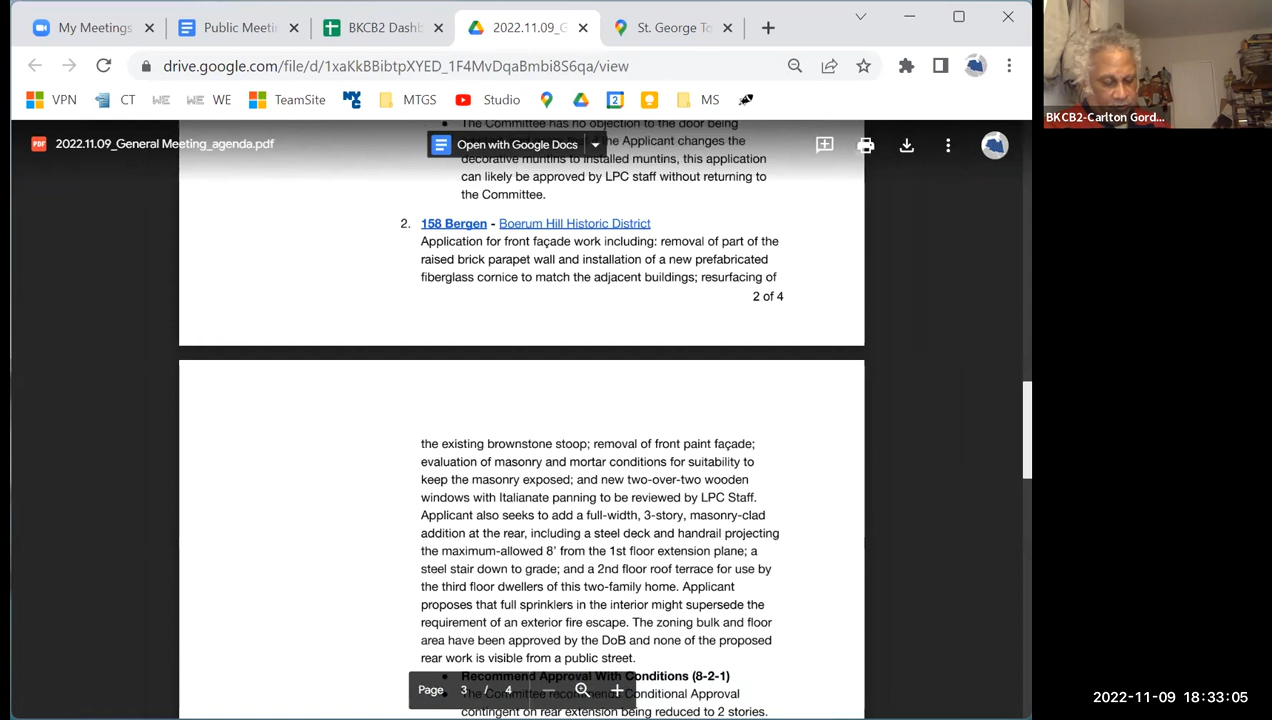 My Meetings
Public Meeti
BKCB2 Dash
2022.11.09_G
St. George To
drive.google.com/file/d/1xaKkBBibtpXYED_1F4MvDqaBmbi8S6qa/view
VPN
CT
WE
WE
TeamSite
MTGS
Studio
2
MS
PDF
2022.11.09_General Meeting_agenda.pdf
Open with Google Docs
The Committee has no objection to the door being
the Applicant changes the
decorative muntins to installed muntins, this application
can likely be approved by LPC staff without returning to
the Committee.
2. 158 Bergen - Boerum Hill Historic District
Application for front façade work including: removal of part of the
raised brick parapet wall and installation of a new prefabricated
fiberglass cornice to match the adjacent buildings; resurfacing of
2 of 4
the existing brownstone stoop; removal of front paint façade;
evaluation of masonry and mortar conditions for suitability to
keep the masonry exposed; and new two-over-two wooden
windows with Italianate panning to be reviewed by LPC Staff.
Applicant also seeks to add a full-width, 3-story, masonry-clad
addition at the rear, including a steel deck and handrail projecting
the maximum-allowed 8' from the 1st floor extension plane; a
steel stair down to grade; and a 2nd floor roof terrace for use by
the third floor dwellers of this two-family home. Applicant
proposes that full sprinklers in the interior might supersede the
requirement of an exterior fire escape. The zoning bulk and floor
area have been approved by the DoB and none of the proposed
rear work is visible from a public street.
Recommend Approval With Conditions (8-2-1)
The Committee recommends Conditional Approval
contingent on rear extension being reduced to 2 stories.
Page 3 / 4
BKCB2-Carlton Gord...
2022-11-09 18:33:05